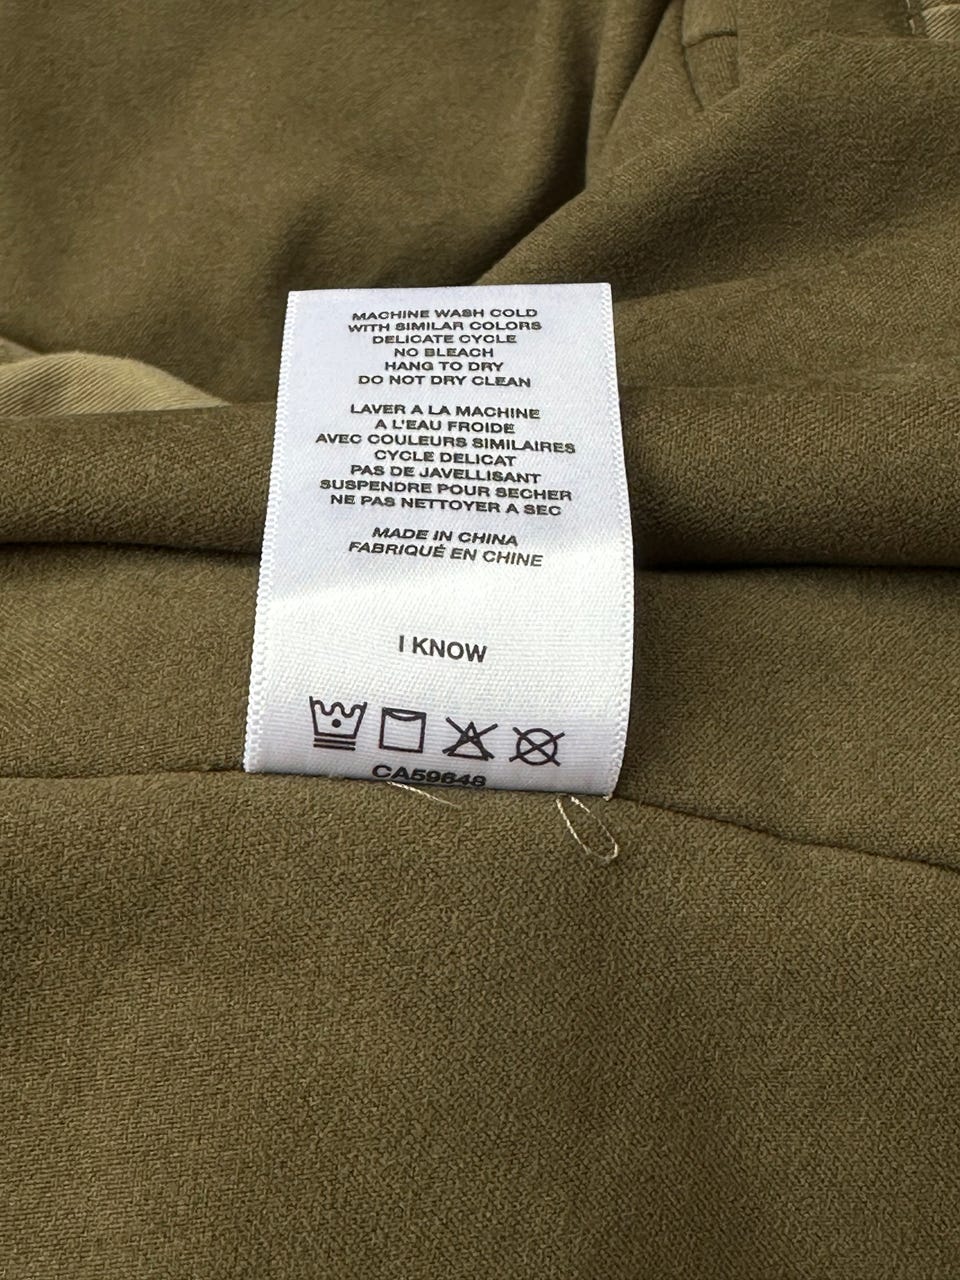 MACHINE WASH COLD
WITH SIMILAR COLORS
DELICATE CYCLE
NO BLEACH
HANG TO DRY
DO NOT DRY CLEAN
LAVER A LA MACHINE
A L'EAU FROIDE
AVEC COULEURS SIMILAIRES
CYCLE DELICAT
PAS DE JAVELLISANT
SUSPENDRE POUR SECHER
NE PAS NETTOYER A SEC
MADE IN CHINA
FABRIQUÉ EN CHINE
I KNOW
CA59648